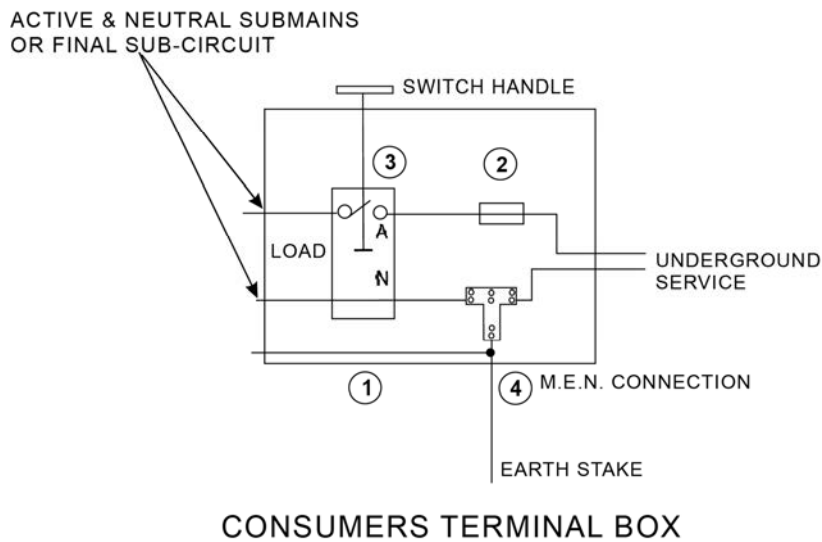 ACTIVE & NEUTRAL SUBMAINS
OR FINAL SUB-CIRCUIT
SWITCH HANDLE
3
2
A
LOAD
N
UNDERGROUND
SERVICE
1
4
M.E.N. CONNECTION
EARTH STAKE
CONSUMERS TERMINAL BOX